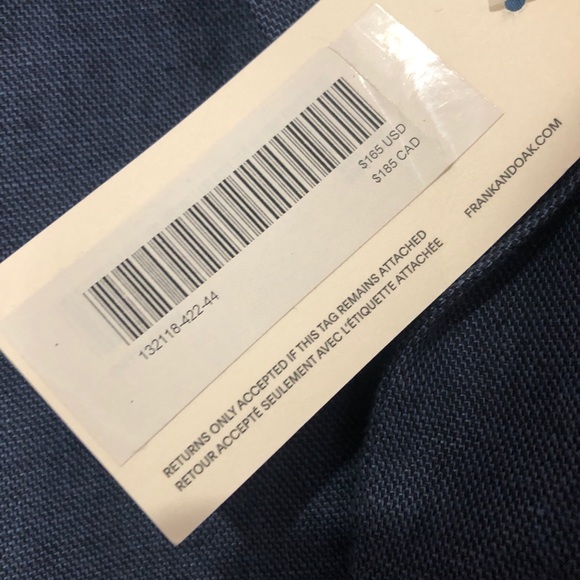 $165 USD
$185 CAD
132118-422-44
FRANKANDOAK.COM
RETURNS ONLY ACCEPTED IF THIS TAG REMAINS ATTACHED
RETOUR ACCEPTÉ SEULEMENT AVEC L'ÉTIQUETTE ATTACHÉE